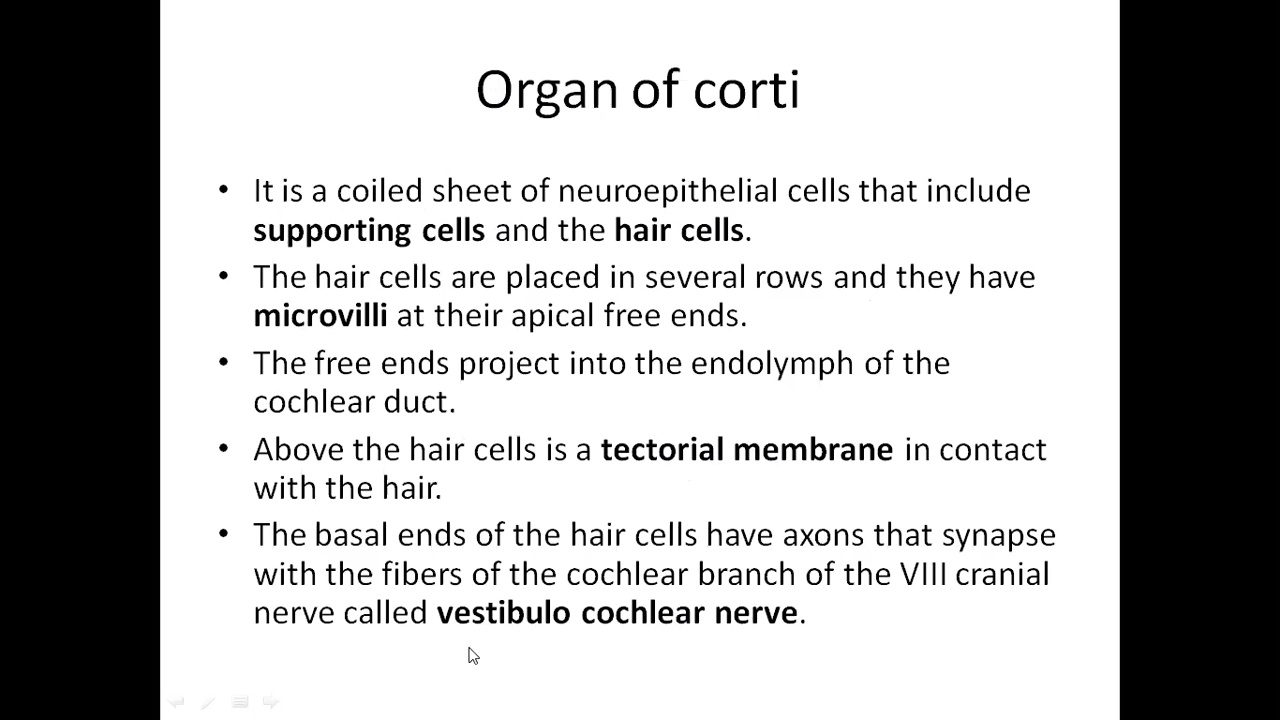 Organ of corti
• It is a coiled sheet of neuroepithelial cells that include
supporting cells and the hair cells.
• The hair cells are placed in several rows and they have
microvilli at their apical free ends.
• The free ends project into the endolymph of the
cochlear duct.
• Above the hair cells is a tectorial membrane in contact
with the hair.
• The basal ends of the hair cells have axons that synapse
with the fibers of the cochlear branch of the VIII cranial
nerve called vestibulo cochlear nerve.